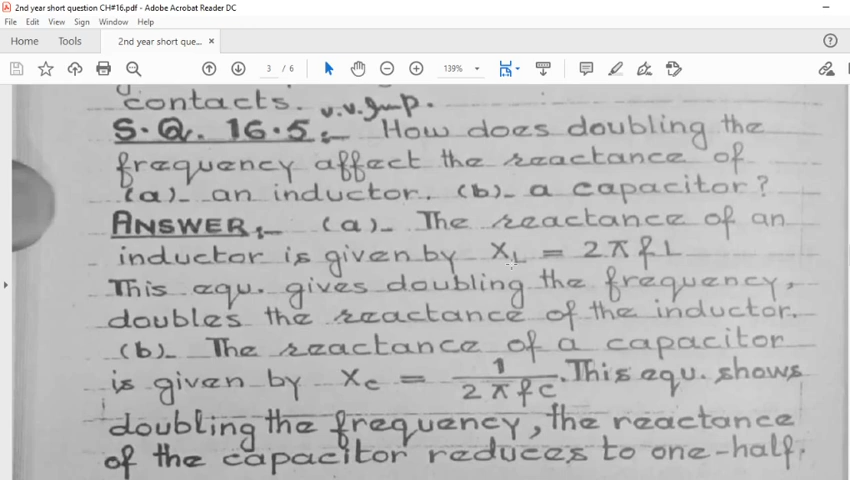 2nd year short question CH#16.pdf - Adobe Acrobat Reader DC
File Edit View Sign Window Help
Home Tools 2nd year short que... ×
3 / 6 139%
contacts. v.v.Imp.
S.Q. 16.5:- How does doubling the
frequency affect the reactance of
(a)- an inductor. (b)- a capacitor?
ANSWER:- (a)- The reactance of an
inductor is given by XL = 2πfL
This equ. gives doubling the frequency,
doubles the reactance of the inductor.
(b)- The reactance of a capacitor
is given by Xc = 1/2πfC. This equ. shows
doubling the frequency, the reactance
of the capacitor reduces to one-half.